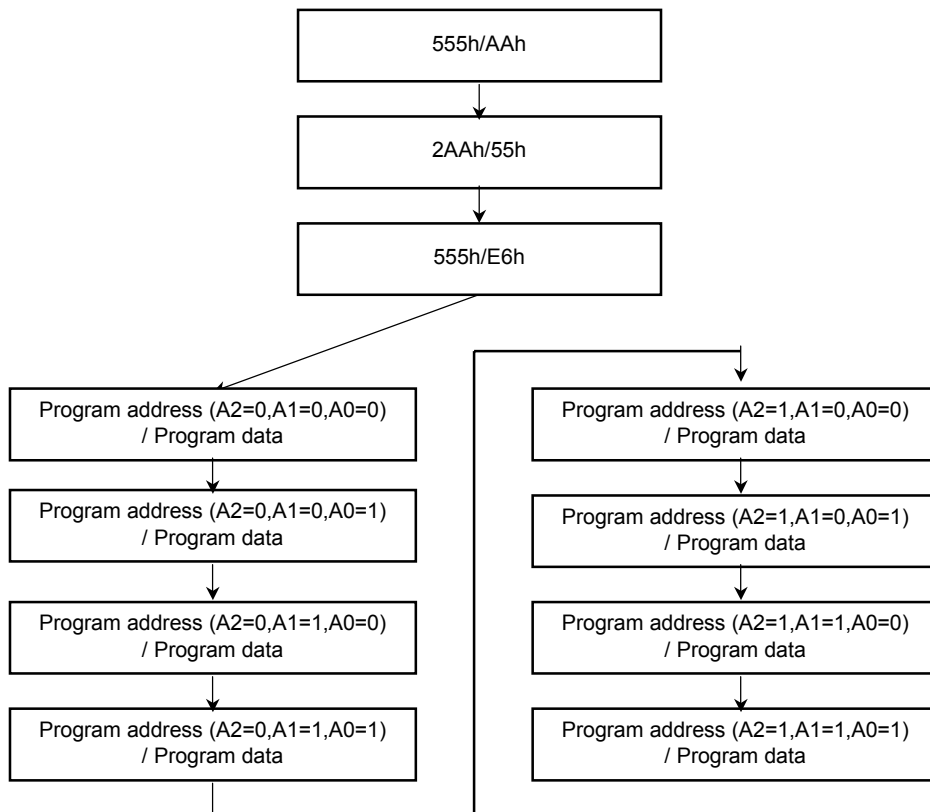 555h/AAh
2AAh/55h
555h/E6h
Program address (A2=0,A1=0,A0=0)
/ Program data
Program address (A2=0,A1=0,A0=1)
/ Program data
Program address (A2=0,A1=1,A0=0)
/ Program data
Program address (A2=0,A1=1,A0=1)
/ Program data
Program address (A2=1,A1=0,A0=0)
/ Program data
Program address (A2=1,A1=0,A0=1)
/ Program data
Program address (A2=1,A1=1,A0=0)
/ Program data
Program address (A2=1,A1=1,A0=1)
/ Program data